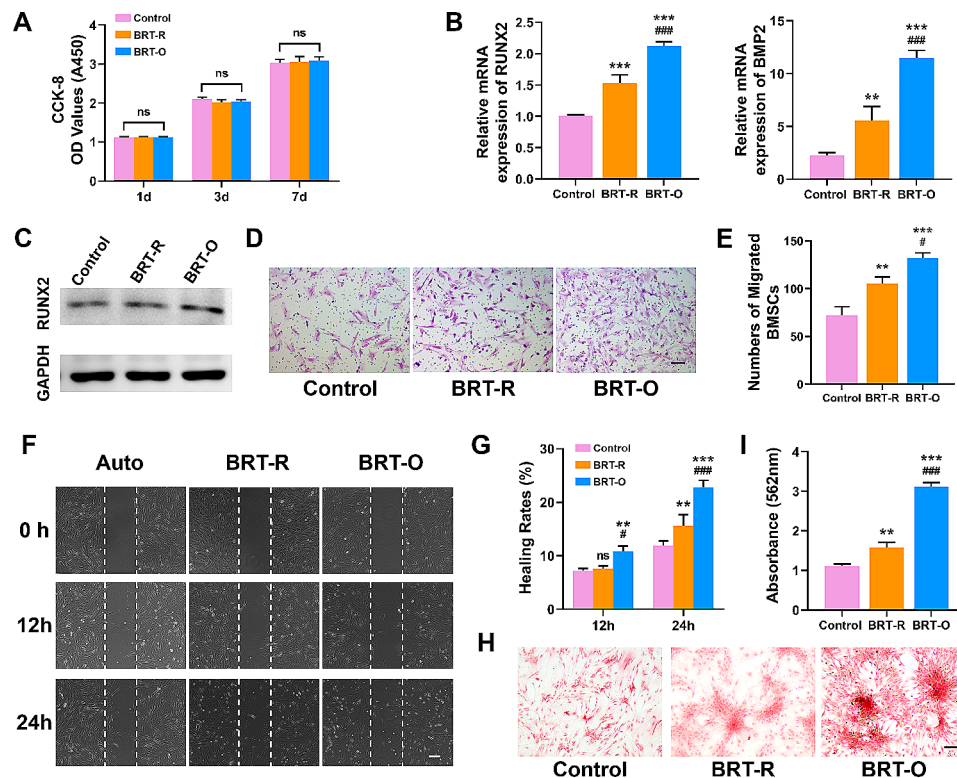 A
Control
BRT-R
BRT-O
CCK-8
OD Values (A450)
4
3
2
1
0
ns
ns
ns
1d
3d
7d
B
Relative mRNA
expression of RUNX2
2.5
2.0
1.5
1.0
0.5
0.0
***
***
###
Control
BRT-R
BRT-O
Relative mRNA
expression of BMP2
15
10
5
0
**
***
###
Control
BRT-R
BRT-O
C
Control
BRT-R
BRT-O
RUNX2
GAPDH
D
Control
BRT-R
BRT-O
E
Numbers of Migrated
BMSCs
150
100
50
0
**
***
#
Control
BRT-R
BRT-O
F
Auto
BRT-R
BRT-O
0 h
12h
24h
G
Control
BRT-R
BRT-O
Healing Rates (%)
30
20
10
0
ns
**
#
**
***
###
12h
24h
I
Absorbance (562nm)
4
3
2
1
0
**
***
###
Control
BRT-R
BRT-O
H
Control
BRT-R
BRT-O